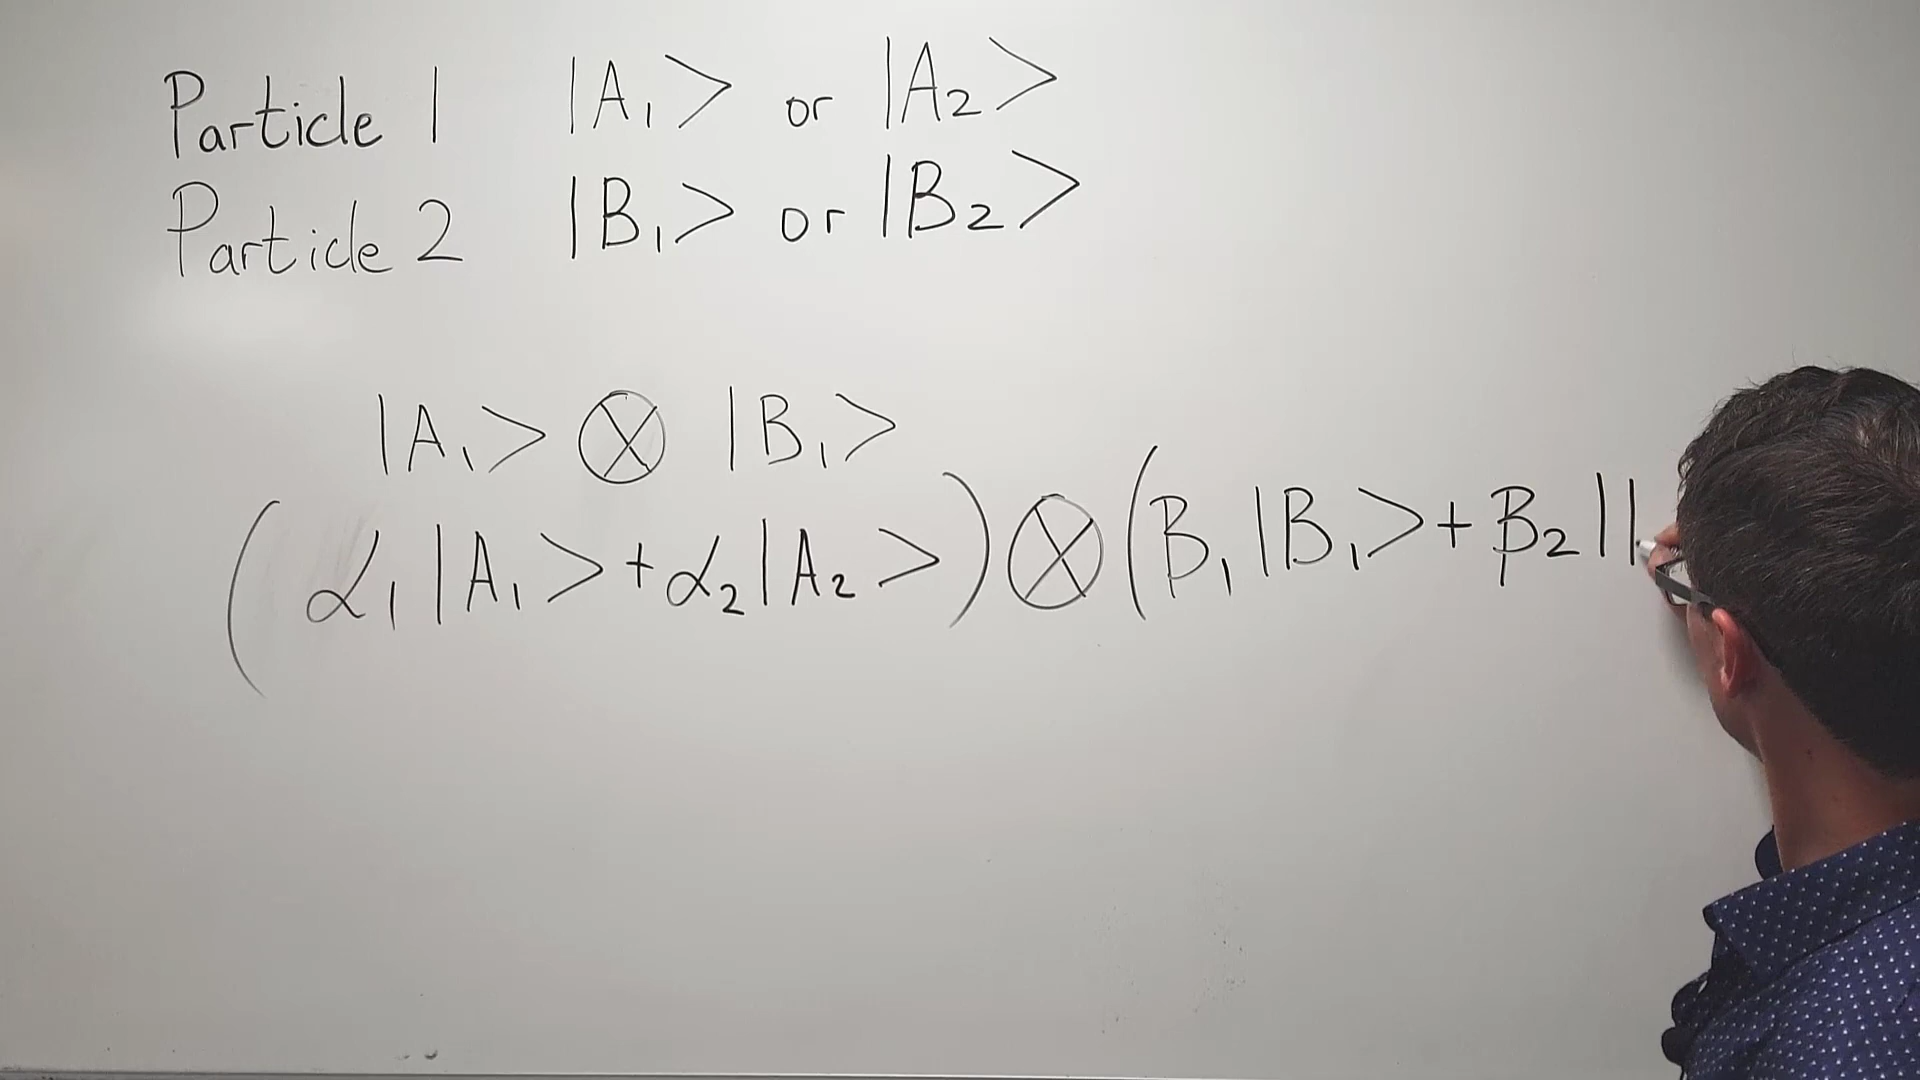 Particle 1 |A₁> or |A₂>
Particle 2 |B₁> or |B₂>
|A₁> ⊗ |B₁>
(α₁|A₁>+α₂|A₂>)⊗(β₁|B₁>+β₂||